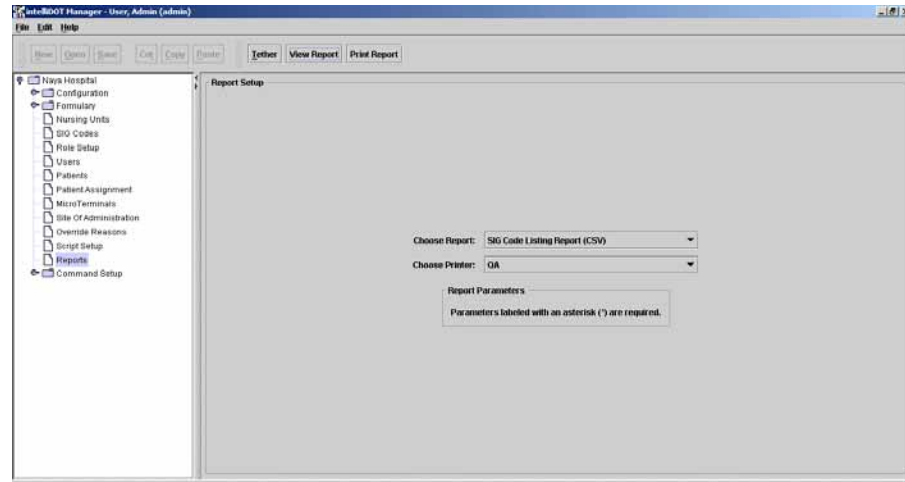 intelliDOT Manager - User, Admin (admin)
File Edit Help
New Open Save Cut Copy Paste Tether View Report Print Report
Naya Hospital
Configuration
Formulary
Nursing Units
SIG Codes
Role Setup
Users
Patients
Patient Assignment
MicroTerminals
Site Of Administration
Override Reasons
Script Setup
Reports
Command Setup
Report Setup
Choose Report: SIG Code Listing Report (CSV)
Choose Printer: QA
Report Parameters
Parameters labeled with an asterisk (*) are required.